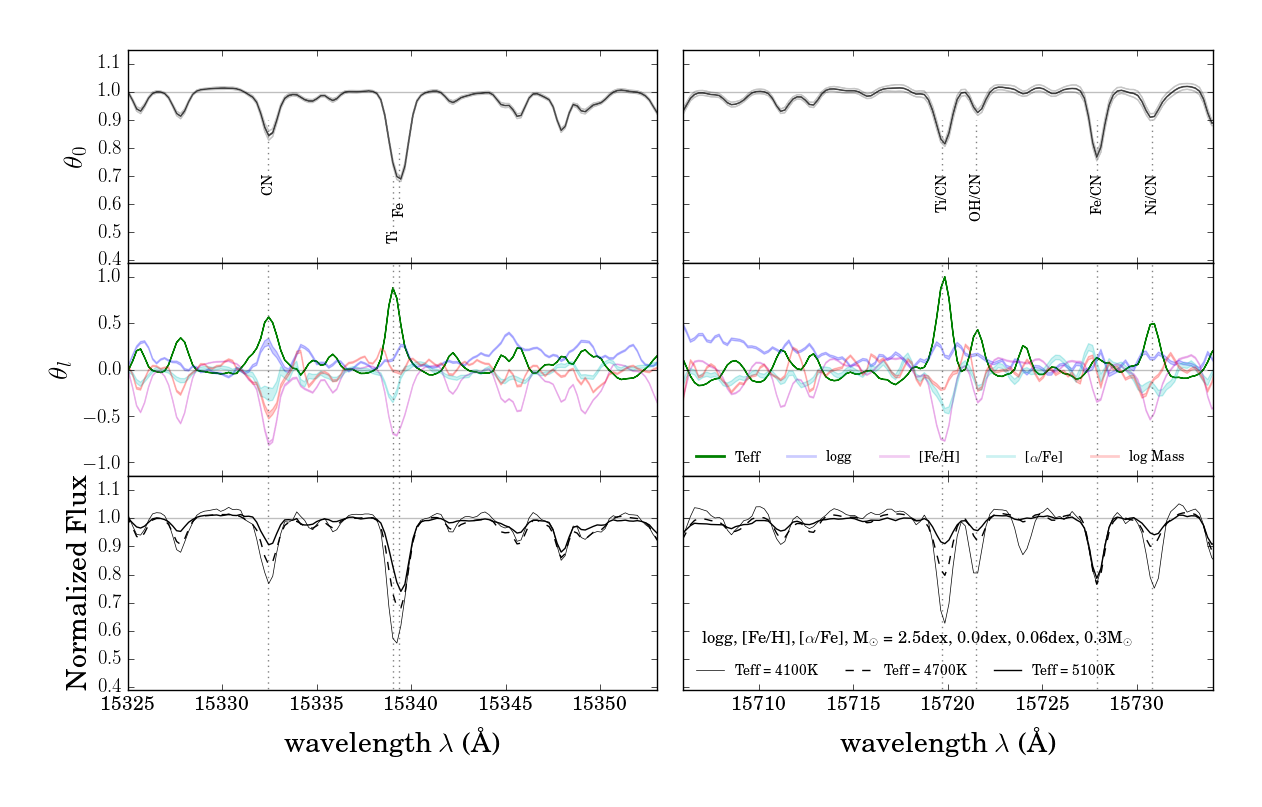 1.1
1.0
0.9
0.8
0.7
0.6
0.5
0.4
θ₀
CN
Ti
Fe
Ti/CN
OH/CN
Fe/CN
Ni/CN
1.0
0.5
0.0
−0.5
−1.0
θₗ
Teff logg [Fe/H] [α/Fe] log Mass
1.1
1.0
0.9
0.8
0.7
0.6
0.5
0.4
Normalized Flux
logg, [Fe/H], [α/Fe], M☉ = 2.5dex, 0.0dex, 0.06dex, 0.3M☉
Teff = 4100K Teff = 4700K Teff = 5100K
15325 15330 15335 15340 15345 15350
15710 15715 15720 15725 15730
wavelength λ (Å)
wavelength λ (Å)